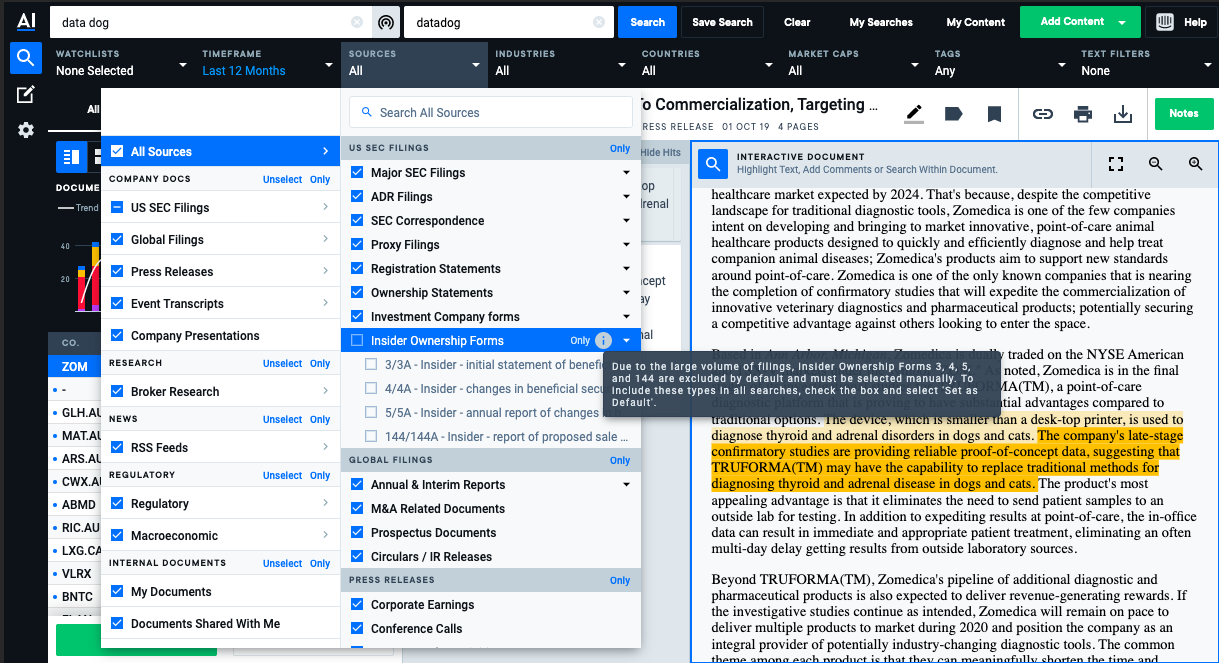 AI
data dog
datadog
Search
Save Search
Clear
My Searches
My Content
Add Content
Help
WATCHLISTS
None Selected
TIMEFRAME
Last 12 Months
SOURCES
All
INDUSTRIES
All
COUNTRIES
All
MARKET CAPS
All
TAGS
Any
TEXT FILTERS
None
All
DOCUME
Trend
40
20
CO.
ZOM
-
GLH.AU
MAT.AU
ARS.AU
CWX.AU
ABMD
RIC.AU
LXG.CA
VLRX
BNTC
All Sources
COMPANY DOCS
Unselect Only
US SEC Filings
Global Filings
Press Releases
Event Transcripts
Company Presentations
RESEARCH
Unselect Only
Broker Research
NEWS
Unselect Only
RSS Feeds
REGULATORY
Unselect Only
Regulatory
Macroeconomic
INTERNAL DOCUMENTS
Unselect Only
My Documents
Documents Shared With Me
Search All Sources
US SEC FILINGS
Only
Major SEC Filings
ADR Filings
SEC Correspondence
Proxy Filings
Registration Statements
Ownership Statements
Investment Company forms
Insider Ownership Forms
Only
3/3A - Insider - initial statement of benefi
4/4A - Insider - changes in beneficial secu
5/5A - Insider - annual report of changes
144/144A - Insider - report of proposed sale ...
GLOBAL FILINGS
Only
Annual & Interim Reports
M&A Related Documents
Prospectus Documents
Circulars / IR Releases
PRESS RELEASES
Only
Corporate Earnings
Conference Calls
Due to the large volume of filings, Insider Ownership Forms 3, 4, 5,
and 144 are excluded by default and must be selected manually. To
include these types in all searches, check the box and select 'Set as
Default'.
Hide Hits
op
renal
cept
ay
nal
To Commercialization, Targeting ...
RESS RELEASE 01 OCT 19 4 PAGES
Notes
INTERACTIVE DOCUMENT
Highlight Text, Add Comments or Search Within Document.
healthcare market expected by 2024. That's because, despite the competitive
landscape for traditional diagnostic tools, Zomedica is one of the few companies
intent on developing and bringing to market innovative, point-of-care animal
healthcare products designed to quickly and efficiently diagnose and help treat
companion animal diseases; Zomedica's products aim to support new standards
around point-of-care. Zomedica is one of the only known companies that is nearing
the completion of confirmatory studies that will expedite the commercialization of
innovative veterinary diagnostics and pharmaceutical products; potentially securing
a competitive advantage against others looking to enter the space.
Based in Ann Arbor, Michigan, Zomedica is dually traded on the NYSE American
As noted, Zomedica is in the final
RMA(TM), a point-of-care
diagnostic platform that is proving to have substantial advantages compared to
traditional options. The device, which is smaller than a desk-top printer, is used to
diagnose thyroid and adrenal disorders in dogs and cats. The company's late-stage
confirmatory studies are providing reliable proof-of-concept data, suggesting that
TRUFORMA(TM) may have the capability to replace traditional methods for
diagnosing thyroid and adrenal disease in dogs and cats. The product's most
appealing advantage is that it eliminates the need to send patient samples to an
outside lab for testing. In addition to expediting results at point-of-care, the in-office
data can result in immediate and appropriate patient treatment, eliminating an often
multi-day delay getting results from outside laboratory sources.
Beyond TRUFORMA(TM), Zomedica's pipeline of additional diagnostic and
pharmaceutical products is also expected to deliver revenue-generating rewards. If
the investigative studies continue as intended, Zomedica will remain on pace to
deliver multiple products to market during 2020 and position the company as an
integral provider of potentially industry-changing diagnostic tools. The common
theme among each product is that they can meaningfully shorten the time and